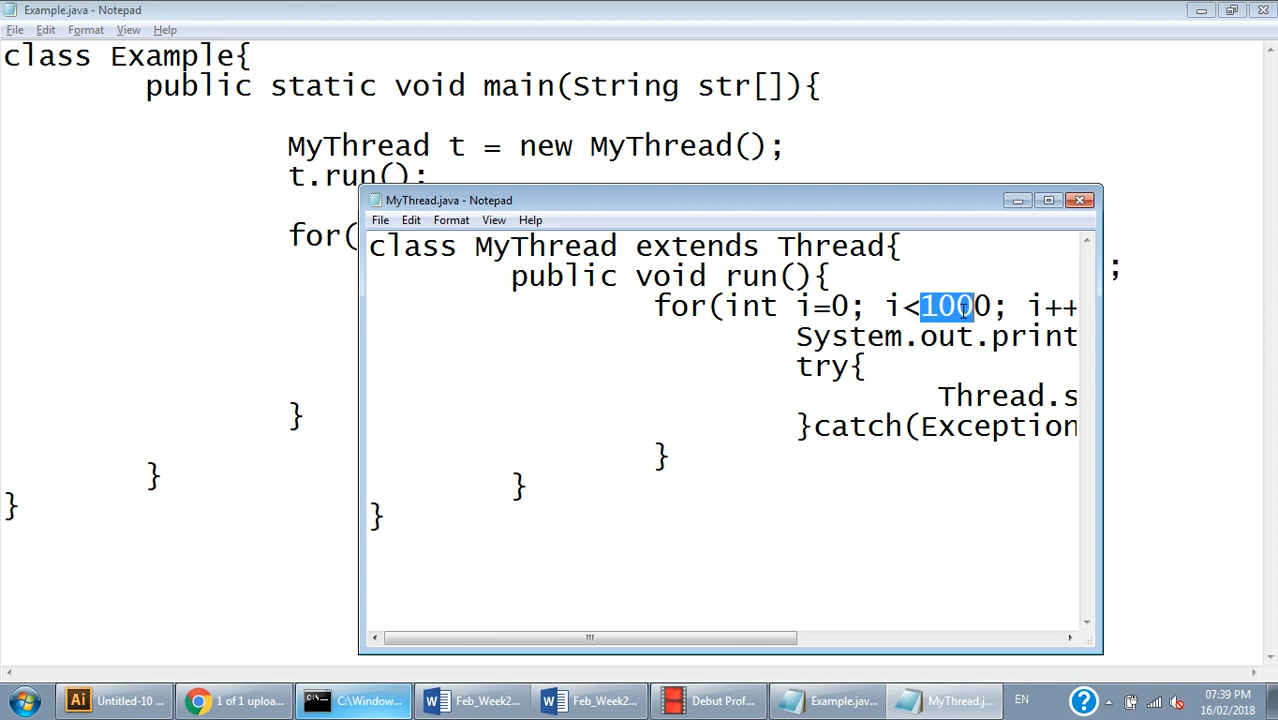 Example.java - Notepad
File Edit Format View Help
class Example{
public static void main(String str[]){
MyThread t = new MyThread();
t.run();
for(
;
}
}
}
MyThread.java - Notepad
File Edit Format View Help
class MyThread extends Thread{
public void run(){
for(int i=0; i<1000; i++
System.out.print
try{
Thread.s
}catch(Exception
}
}
}
Untitled-10 ...
1 of 1 uploa...
C:\Window...
Feb_Week2...
Feb_Week2...
Debut Prof...
Example.jav...
MyThread.j...
EN
07:39 PM
16/02/2018